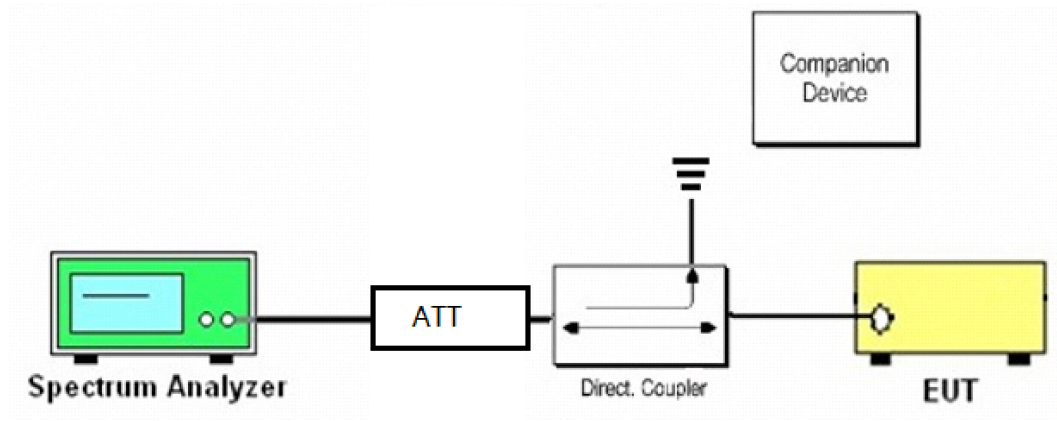 Companion
Device
ATT
Spectrum Analyzer
Direct. Coupler
EUT